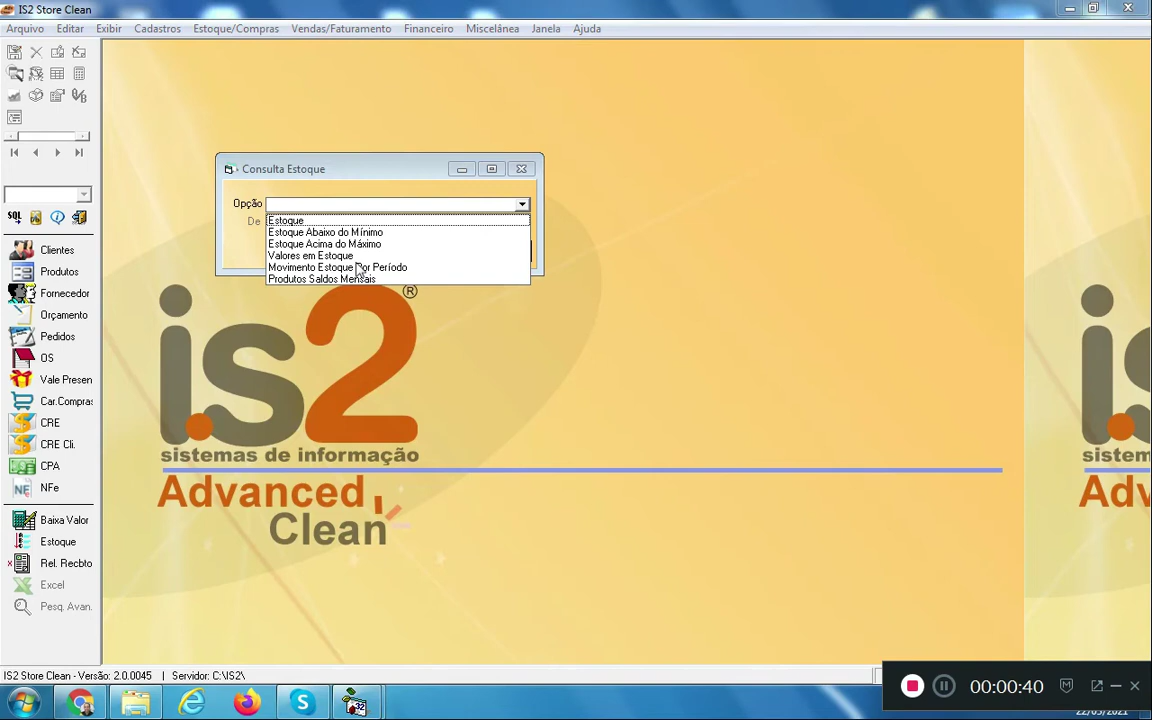 IS2 Store Clean
Arquivo Editar Exibir Cadastros Estoque/Compras Vendas/Faturamento Financeiro Miscelânea Janela Ajuda
Consulta Estoque
Opção
De
Estoque
Estoque Abaixo do Mínimo
Estoque Acima do Máximo
Valores em Estoque
Movimento Estoque Por Período
Produtos Saldos Mensais
SQL
Clientes
Produtos
Fornecedor
Orçamento
Pedidos
OS
Vale Presen
Car.Compras
CRE
CRE Cli.
CPA
NFe
Baixa Valor
Estoque
Rel. Recbto
Excel
Pesq. Avan.
is2 ®
sistemas de informação
Advanced
Clean
is
sistem
Adv
IS2 Store Clean - Versão: 2.0.0045 | Servidor: C:\IS2\
00:00:40